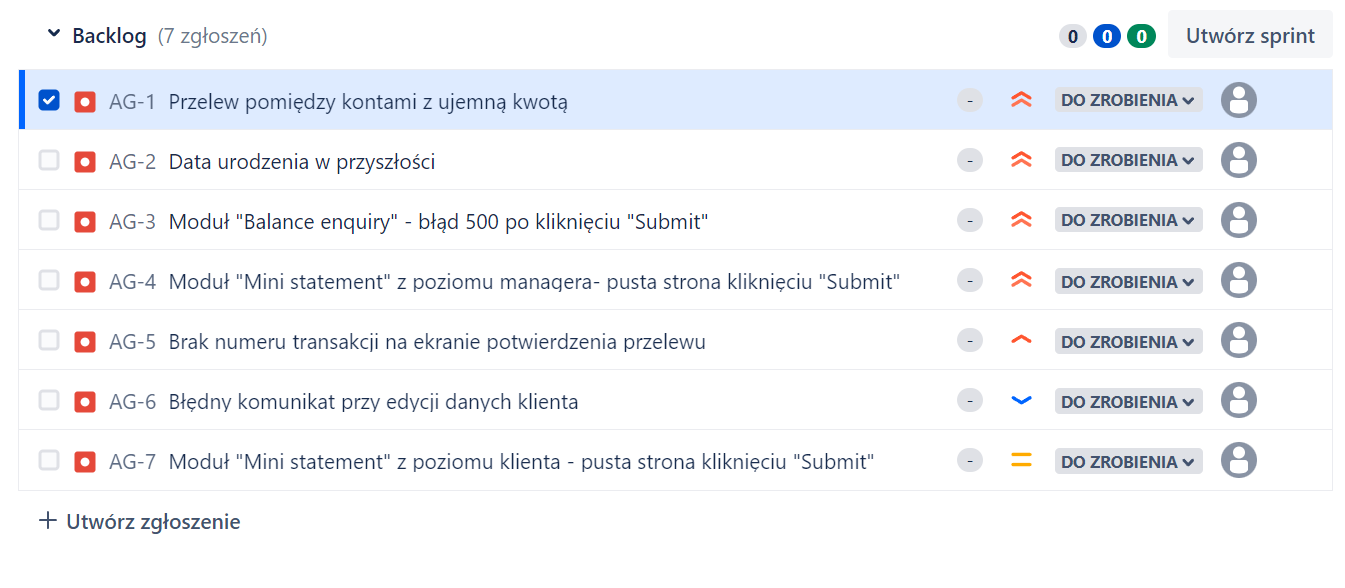 Backlog (7 zgłoszeń) 0 0 0 Utwórz sprint
AG-1 Przelew pomiędzy kontami z ujemną kwotą - DO ZROBIENIA
AG-2 Data urodzenia w przyszłości - DO ZROBIENIA
AG-3 Moduł "Balance enquiry" - błąd 500 po kliknięciu "Submit" - DO ZROBIENIA
AG-4 Moduł "Mini statement" z poziomu managera- pusta strona kliknięciu "Submit" - DO ZROBIENIA
AG-5 Brak numeru transakcji na ekranie potwierdzenia przelewu - DO ZROBIENIA
AG-6 Błędny komunikat przy edycji danych klienta - DO ZROBIENIA
AG-7 Moduł "Mini statement" z poziomu klienta - pusta strona kliknięciu "Submit" - DO ZROBIENIA
+ Utwórz zgłoszenie